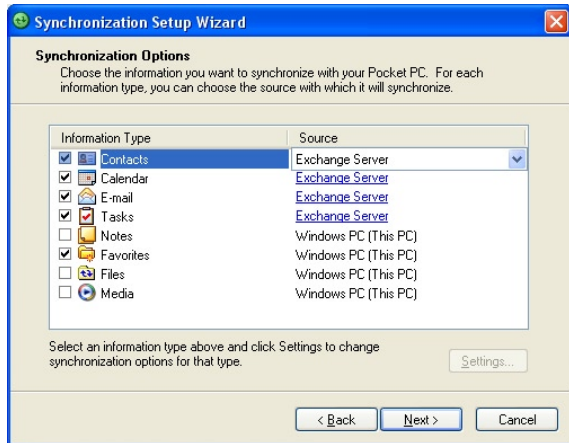 Synchronization Setup Wizard
Synchronization Options
Choose the information you want to synchronize with your Pocket PC. For each
information type, you can choose the source with which it will synchronize.
Information Type Source
Contacts Exchange Server
Calendar Exchange Server
E-mail Exchange Server
Tasks Exchange Server
Notes Windows PC (This PC)
Favorites Windows PC (This PC)
Files Windows PC (This PC)
Media Windows PC (This PC)
Select an information type above and click Settings to change
synchronization options for that type.
Settings...
< Back Next > Cancel